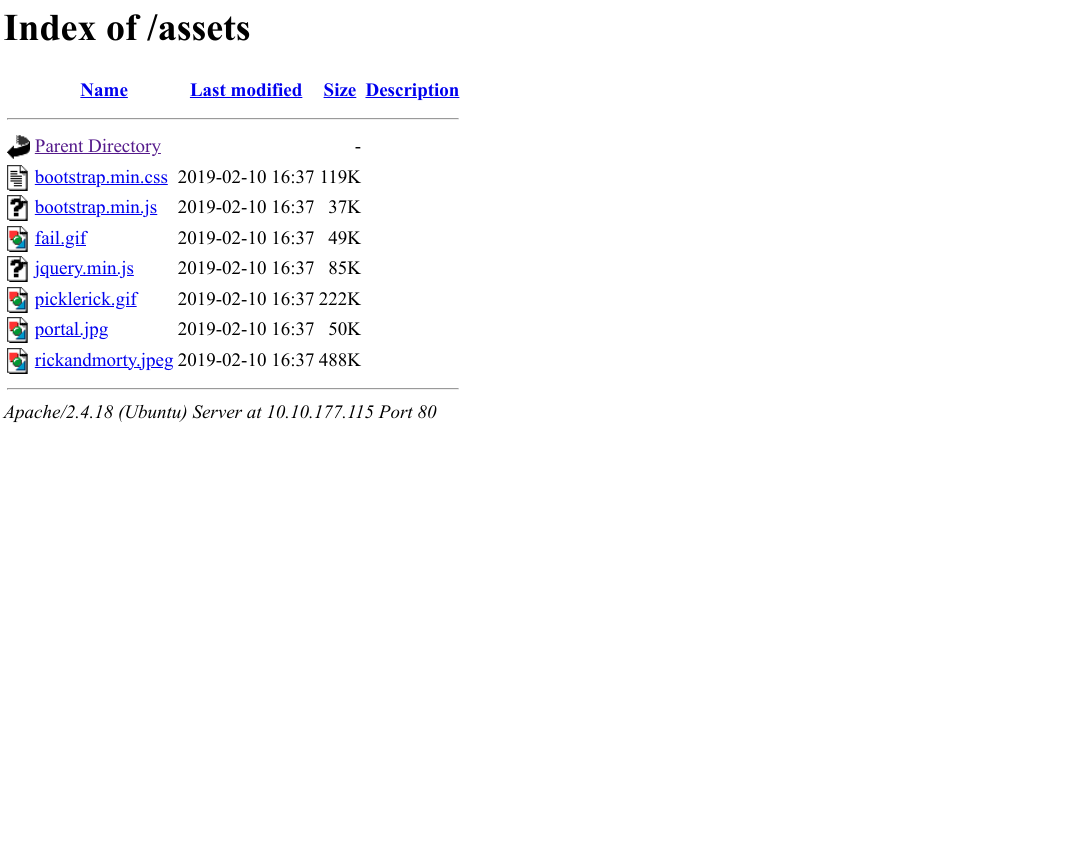 Index of /assets
Name Last modified Size Description
Parent Directory -
bootstrap.min.css 2019-02-10 16:37 119K
bootstrap.min.js 2019-02-10 16:37 37K
fail.gif 2019-02-10 16:37 49K
jquery.min.js 2019-02-10 16:37 85K
picklerick.gif 2019-02-10 16:37 222K
portal.jpg 2019-02-10 16:37 50K
rickandmorty.jpeg 2019-02-10 16:37 488K
Apache/2.4.18 (Ubuntu) Server at 10.10.177.115 Port 80